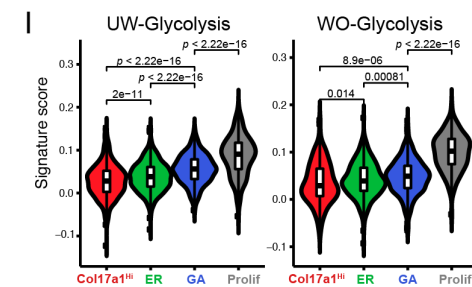 I
UW-Glycolysis
WO-Glycolysis
Signature score
p < 2.22e−16
p < 2.22e−16
p < 2.22e−16
2e−11
0.3
0.2
0.1
0.0
−0.1
p < 2.22e−16
8.9e−06
0.00081
0.014
0.3
0.2
0.1
0.0
−0.1
Col17a1Hi ER GA Prolif
Col17a1Hi ER GA Prolif